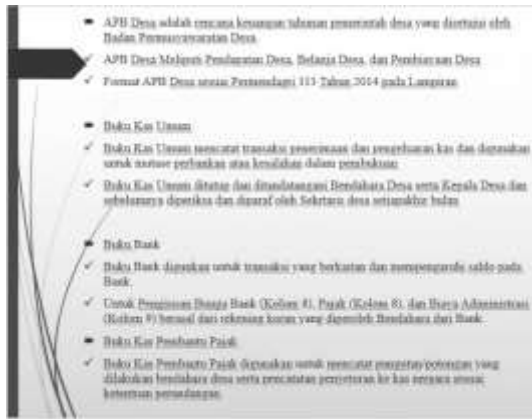 APB Desa adalah rencana keuangan tahunan pemerintah desa yang disetujui oleh
Badan Permusyawaratan Desa.
APB Desa Meliputi Pendapatan Desa, Belanja Desa, dan Pembiayaan Desa
Format APB Desa sesuai Permendagri 113 Tahun 2014 pada Lampiran
Buku Kas Umum
Buku Kas Umum mencatat transaksi penerimaan dan pengeluaran kas dan digunakan
untuk mutase perbankan atau kesalahan dalam pembukuan
Buku Kas Umum ditutup dan ditandatangani Bendahara Desa serta Kepala Desa dan
sebelumnya diperiksa dan diparaf oleh Sekrtaris desa setiapakhir bulan
Buku Bank
Buku Bank digunkan untuk transaksi yang berkaitan dan mempengaruhi saldo pada
Bank.
Untuk Pengisian Bunga Bank (Kolom 6), Pajak (Kolom 8), dan Biaya Administrasi
(Kolom 9) berasal dari rekening koran yang diperoleh Bendahara dari Bank.
Buku Kas Pembantu Pajak
Buku Kas Pembantu Pajak digunakan untuk mencatat pungutan/potongan yang
dilakukan bendahara desa serta pencatatan penyetoran ke kas negara sesuai
ketentuan perundangan.